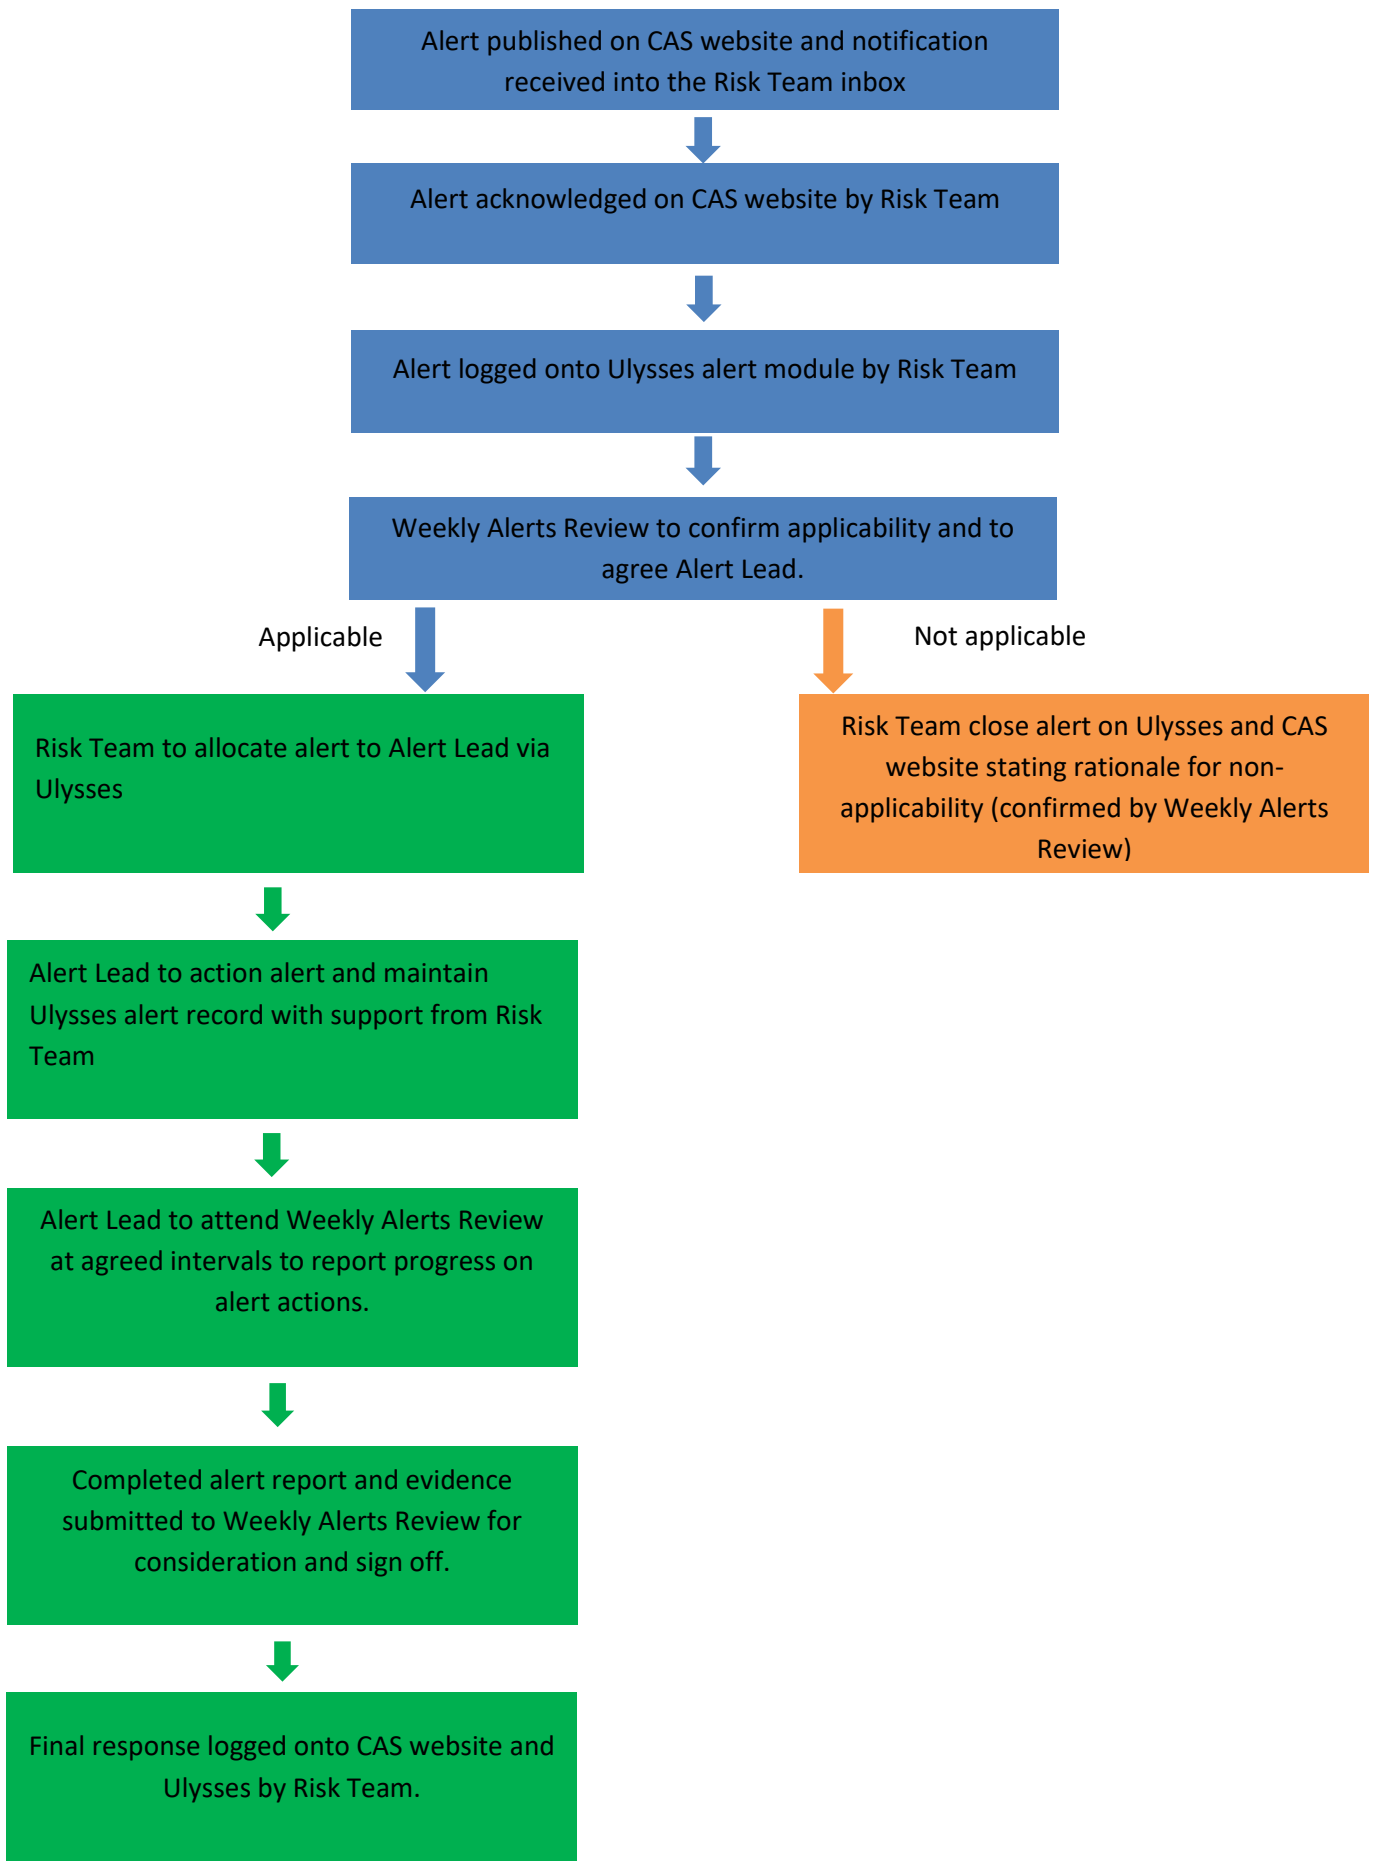 Alert published on CAS website and notification
received into the Risk Team inbox
Alert acknowledged on CAS website by Risk Team
Alert logged onto Ulysses alert module by Risk Team
Weekly Alerts Review to confirm applicability and to
agree Alert Lead.
Applicable
Not applicable
Risk Team to allocate alert to Alert Lead via
Ulysses
Risk Team close alert on Ulysses and CAS
website stating rationale for non-
applicability (confirmed by Weekly Alerts
Review)
Alert Lead to action alert and maintain
Ulysses alert record with support from Risk
Team
Alert Lead to attend Weekly Alerts Review
at agreed intervals to report progress on
alert actions.
Completed alert report and evidence
submitted to Weekly Alerts Review for
consideration and sign off.
Final response logged onto CAS website and
Ulysses by Risk Team.